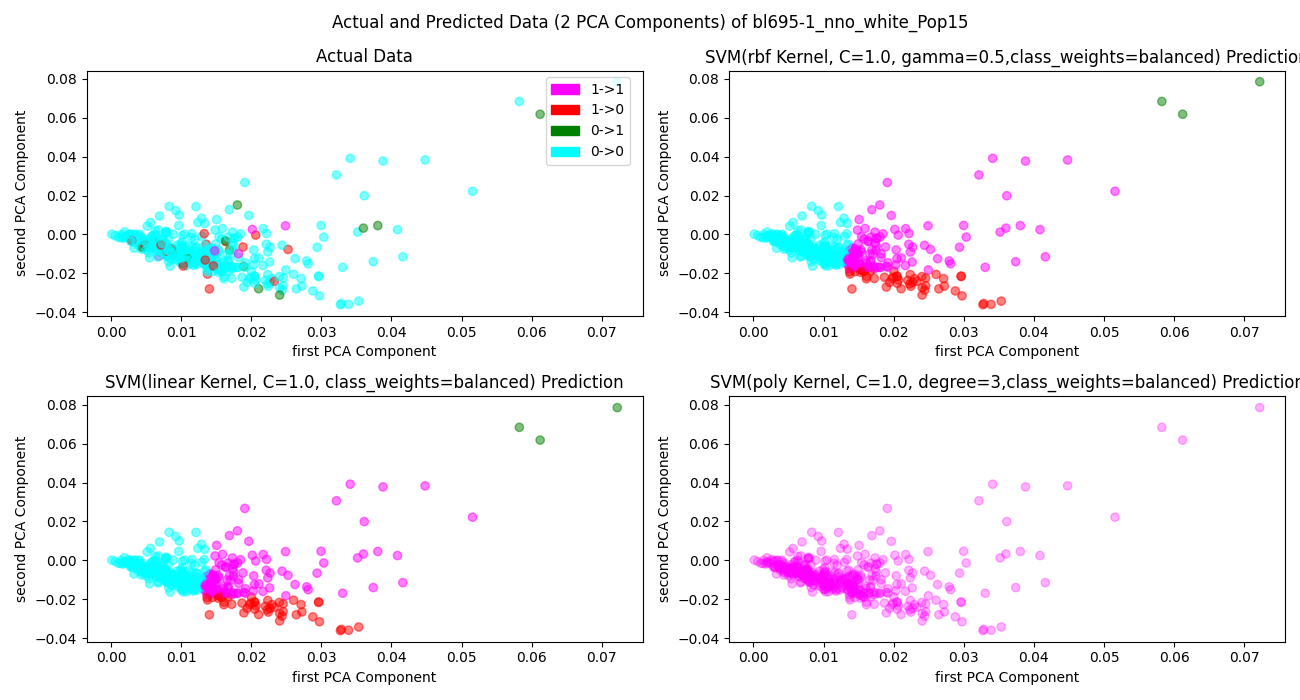 Actual and Predicted Data (2 PCA Components) of bl695-1_nno_white_Pop15
Actual Data
0.08
0.06
0.04
0.02
0.00
−0.02
−0.04
second PCA Component
1->1
1->0
0->1
0->0
0.00 0.01 0.02 0.03 0.04 0.05 0.06 0.07
first PCA Component
SVM(rbf Kernel, C=1.0, gamma=0.5,class_weights=balanced) Prediction
0.08
0.06
0.04
0.02
0.00
−0.02
−0.04
second PCA Component
0.00 0.01 0.02 0.03 0.04 0.05 0.06 0.07
first PCA Component
SVM(linear Kernel, C=1.0, class_weights=balanced) Prediction
0.08
0.06
0.04
0.02
0.00
−0.02
−0.04
second PCA Component
0.00 0.01 0.02 0.03 0.04 0.05 0.06 0.07
first PCA Component
SVM(poly Kernel, C=1.0, degree=3,class_weights=balanced) Prediction
0.08
0.06
0.04
0.02
0.00
−0.02
−0.04
second PCA Component
0.00 0.01 0.02 0.03 0.04 0.05 0.06 0.07
first PCA Component